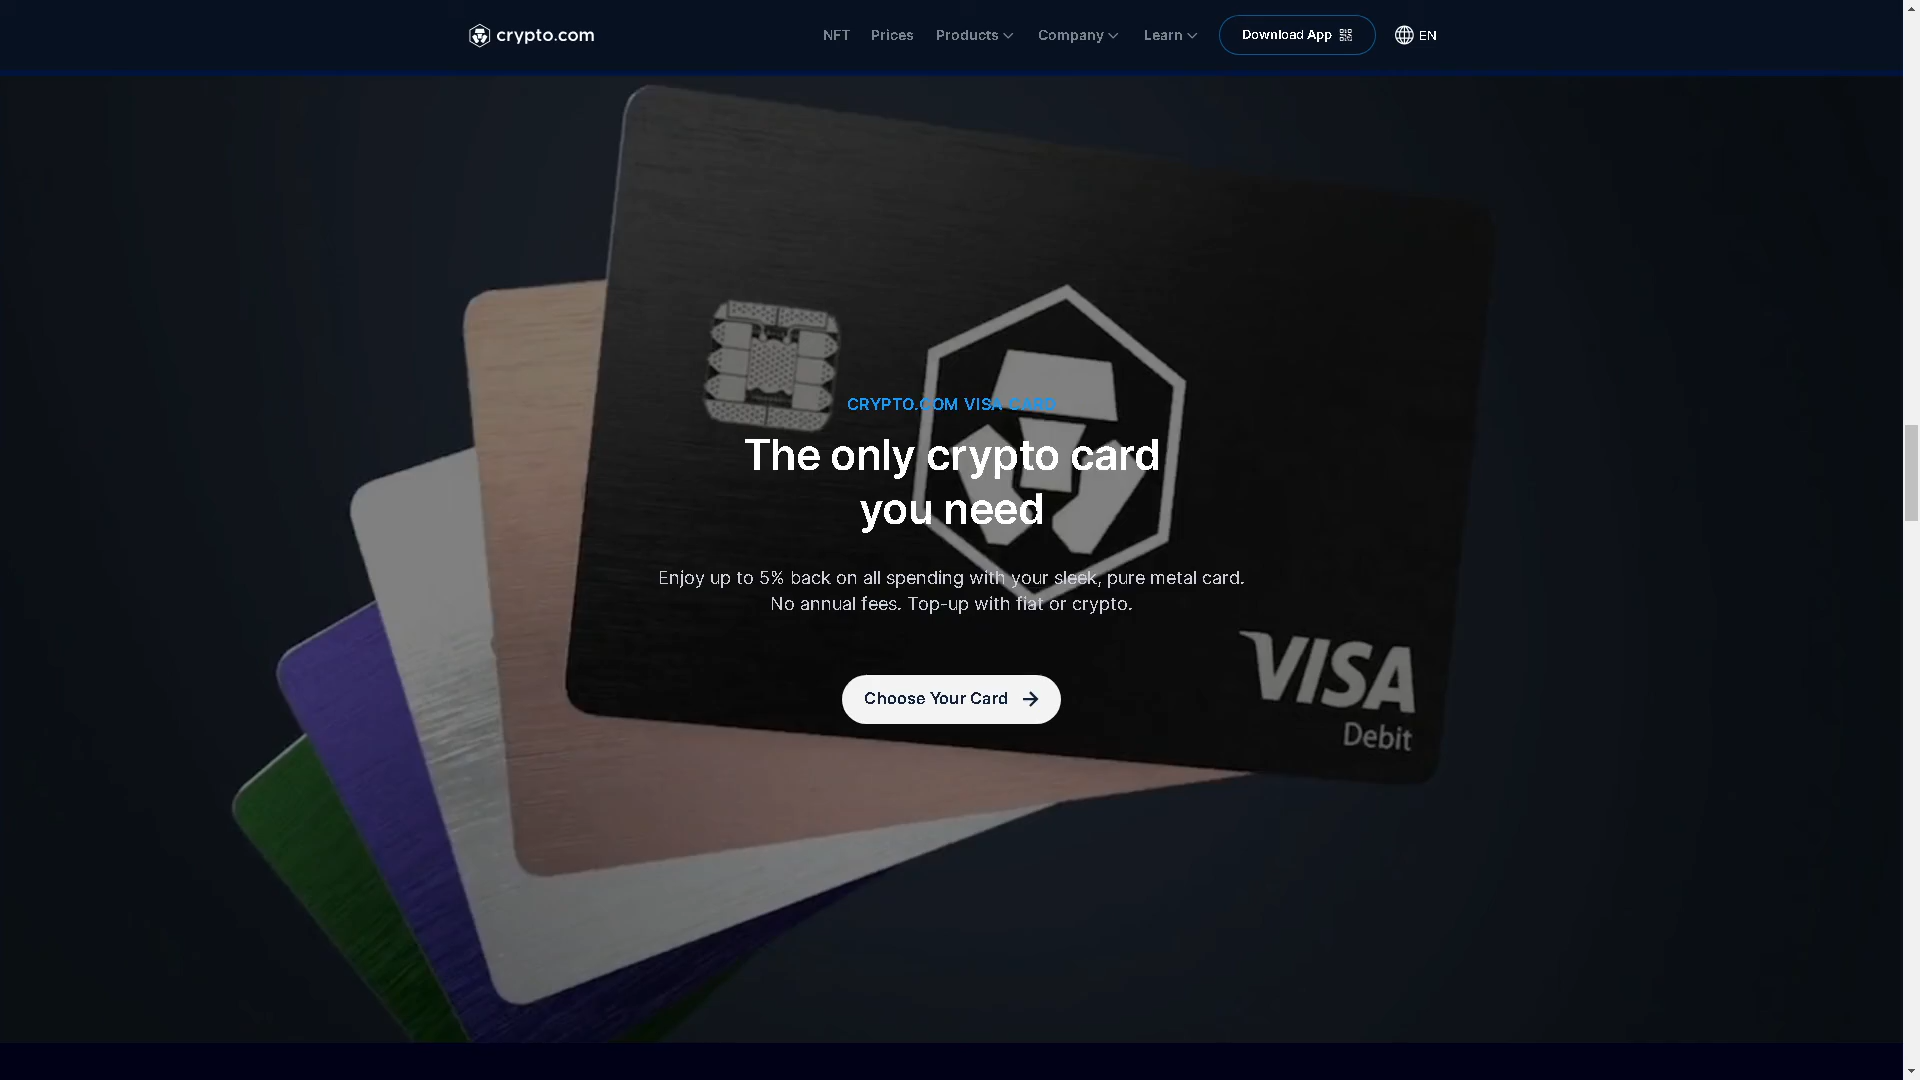 crypto.com
NFT Prices Products Company Learn Download App EN
CRYPTO.COM VISA CARD
The only crypto card
you need
Enjoy up to 5% back on all spending with your sleek, pure metal card.
No annual fees. Top-up with fiat or crypto.
VISA
Debit
Choose Your Card